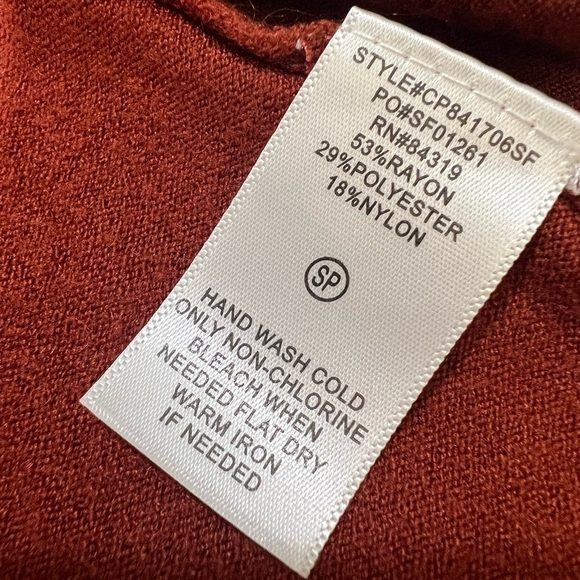 STYLE#CP841706SF
PO#SF01261
RN#84319
53%RAYON
29%POLYESTER
18%NYLON
SP
HAND WASH COLD
ONLY NON-CHLORINE
BLEACH WHEN
NEEDED FLAT DRY
WARM IRON
IF NEEDED